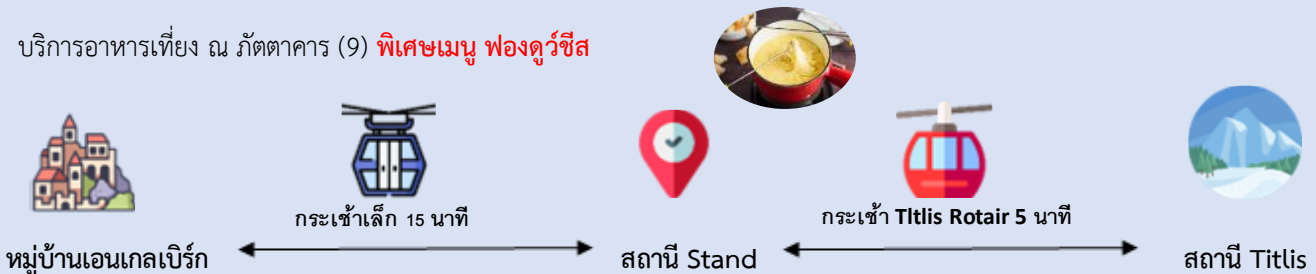 บริการอาหารเที่ยง ณ ภัตตาคาร (9) พิเศษเมนู ฟองดูว์ชีส
กระเช้าเล็ก 15 นาที
กระเช้า Tltlis Rotair 5 นาที
หมู่บ้านเอนเกลเบิร์ก
สถานี Stand
สถานี Titlis